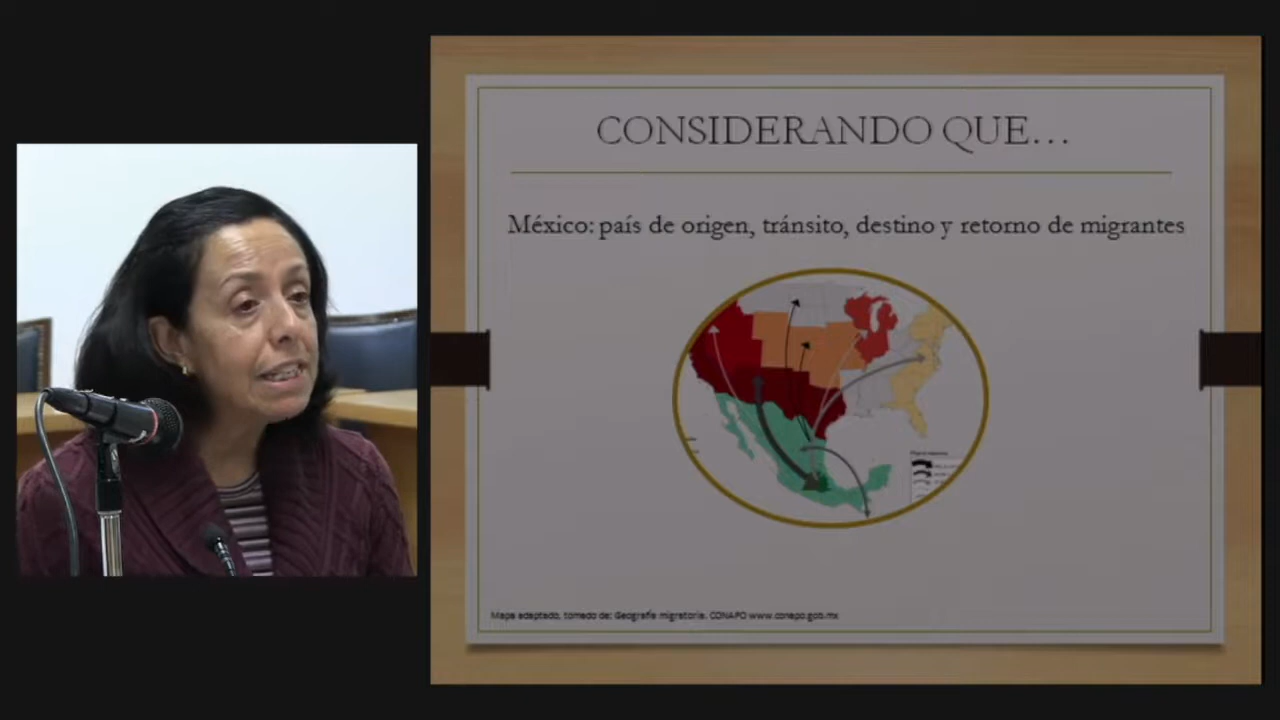 CONSIDERANDO QUE...
México: país de origen, tránsito, destino y retorno de migrantes
Mapa adaptado, tomado de: Geografía migratoria. CONAPO www.conapo.gob.mx